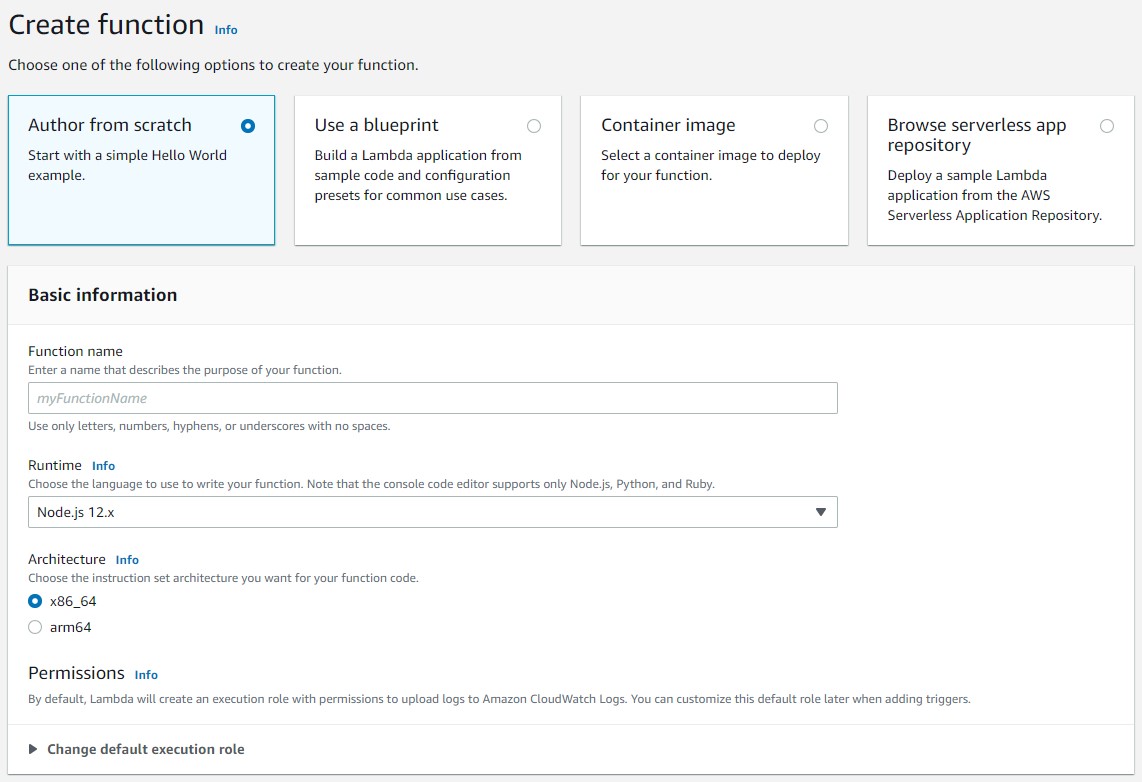 Create function Info
Choose one of the following options to create your function.
Author from scratch
Start with a simple Hello World
example.
Use a blueprint
Build a Lambda application from
sample code and configuration
presets for common use cases.
Container image
Select a container image to deploy
for your function.
Browse serverless app
repository
Deploy a sample Lambda
application from the AWS
Serverless Application Repository.
Basic information
Function name
Enter a name that describes the purpose of your function.
myFunctionName
Use only letters, numbers, hyphens, or underscores with no spaces.
Runtime Info
Choose the language to use to write your function. Note that the console code editor supports only Node.js, Python, and Ruby.
Node.js 12.x
Architecture Info
Choose the instruction set architecture you want for your function code.
x86_64
arm64
Permissions Info
By default, Lambda will create an execution role with permissions to upload logs to Amazon CloudWatch Logs. You can customize this default role later when adding triggers.
Change default execution role